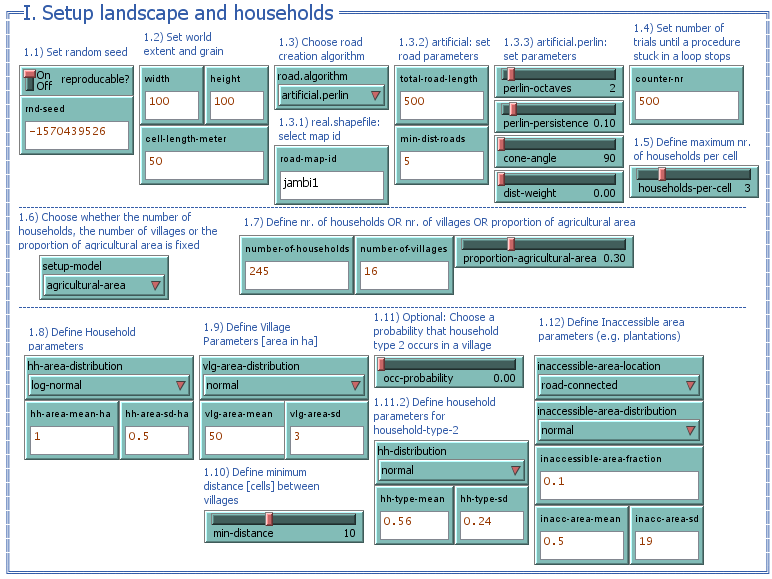 I. Setup landscape and households
1.1) Set random seed
On
Off
reproducable?
rnd-seed
-1570439526
1.2) Set world
extent and grain
width
100
height
100
cell-length-meter
50
1.3) Choose road
creation algorithm
road.algorithm
artificial.perlin
1.3.1) real.shapefile:
select map id
road-map-id
jambi1
1.3.2) artificial: set
road parameters
total-road-length
500
min-dist-roads
5
1.3.3) artificial.perlin:
set parameters
perlin-octaves 2
perlin-persistence 0.10
cone-angle 90
dist-weight 0.00
1.4) Set number of
trials until a procedure
stuck in a loop stops
counter-nr
500
1.5) Define maximum nr.
of households per cell
households-per-cell 3
1.6) Choose whether the number of
households, the number of villages or the
proportion of agricultural area is fixed
setup-model
agricultural-area
1.7) Define nr. of households OR nr. of villages OR proportion of agricultural area
number-of-households
245
number-of-villages
16
proportion-agricultural-area 0.30
1.8) Define Household
parameters
hh-area-distribution
log-normal
hh-area-mean-ha
1
hh-area-sd-ha
0.5
1.9) Define Village
Parameters [area in ha]
vlg-area-distribution
normal
vlg-area-mean
50
vlg-area-sd
3
1.10) Define minimum
distance [cells] between
villages
min-distance 10
1.11) Optional: Choose a
probability that household
type 2 occurs in a village
occ-probability 0.00
1.11.2) Define household
parameters for
household-type-2
hh-distribution
normal
hh-type-mean
0.56
hh-type-sd
0.24
1.12) Define Inaccessible area
parameters (e.g. plantations)
inaccessible-area-location
road-connected
inaccessible-area-distribution
normal
inaccessible-area-fraction
0.1
inacc-area-mean
0.5
inacc-area-sd
19